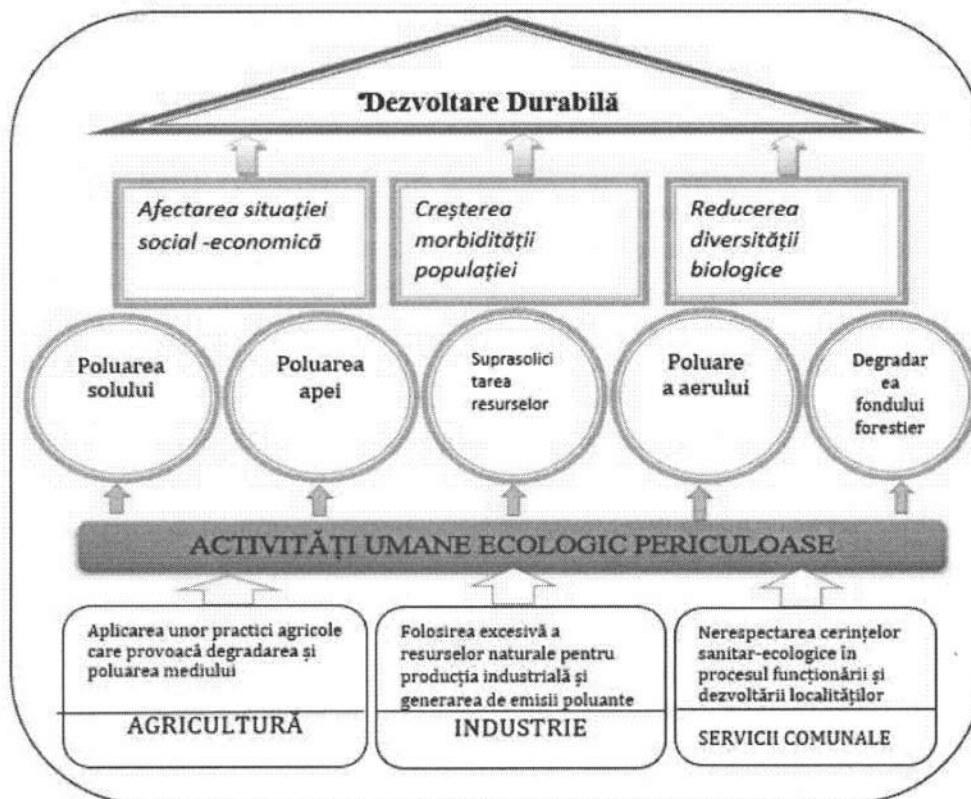 Dezvoltare Durabilă
Afectarea situației
social -economică
Creșterea
morbidității
populației
Reducerea
diversității
biologice
Poluarea
solului
Poluarea
apei
Suprasolici
tarea
resurselor
Poluare
a aerului
Degradar
ea
fondului
forestier
ACTIVITĂȚI UMANE ECOLOGIC PERICULOASE
Aplicarea unor practici agricole
care provoacă degradarea și
poluarea mediului
AGRICULTURĂ
Folosirea excesivă a
resurselor naturale pentru
producția industrială și
generarea de emisii poluante
INDUSTRIE
Nerespectarea cerințelor
sanitar-ecologice în
procesul funcționării și
dezvoltării localităților
SERVICII COMUNALE